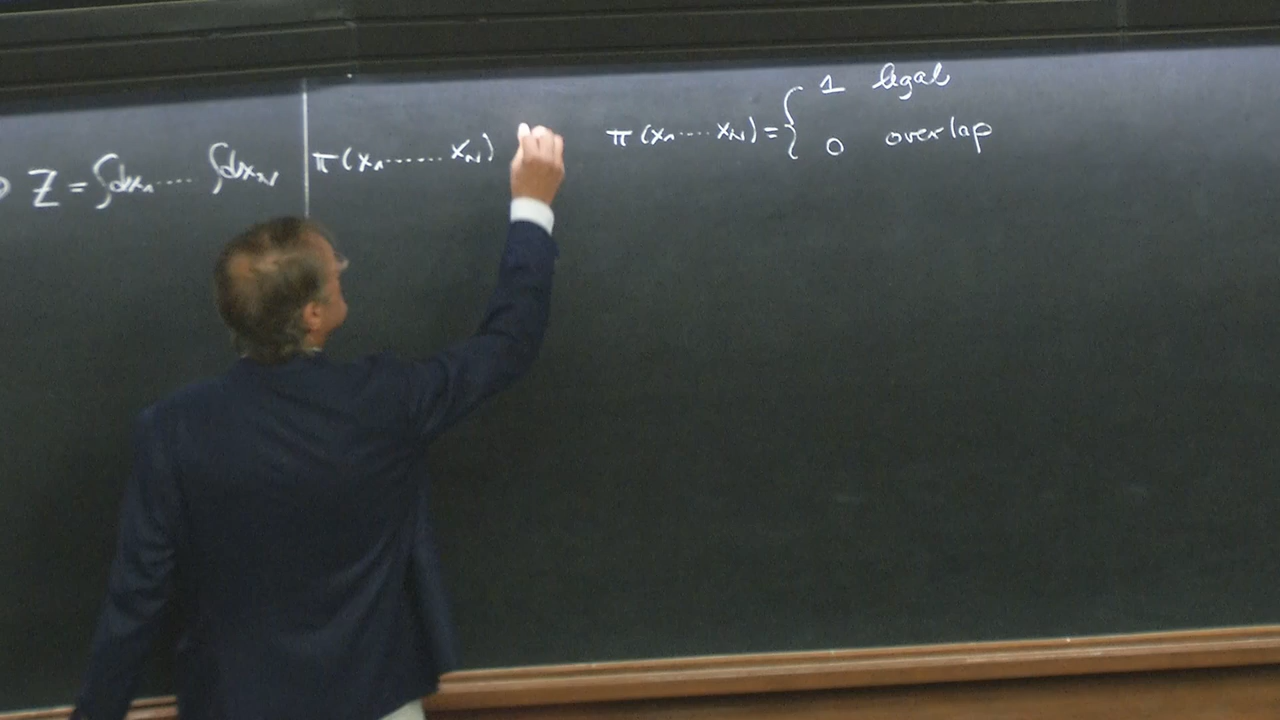 Z = ∫dx₁ ..... ∫dx_N π(x₁ ...... x_N)
π(x₁ .... x_N) = { 1 legal
0 overlap